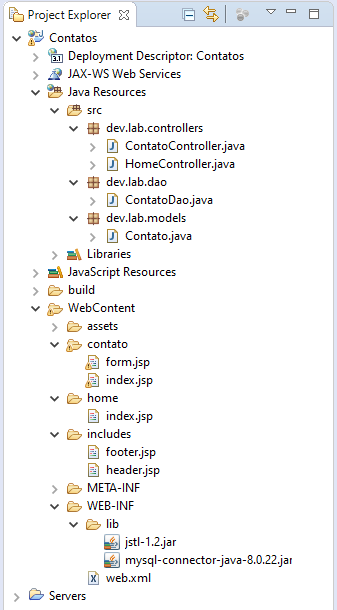 Project Explorer
Contatos
3.1 Deployment Descriptor: Contatos
JAX-WS Web Services
Java Resources
src
dev.lab.controllers
J ContatoController.java
J HomeController.java
dev.lab.dao
J ContatoDao.java
dev.lab.models
J Contato.java
Libraries
JavaScript Resources
build
WebContent
assets
contato
form.jsp
index.jsp
home
index.jsp
includes
footer.jsp
header.jsp
META-INF
WEB-INF
lib
jstl-1.2.jar
mysql-connector-java-8.0.22.jar
X web.xml
Servers